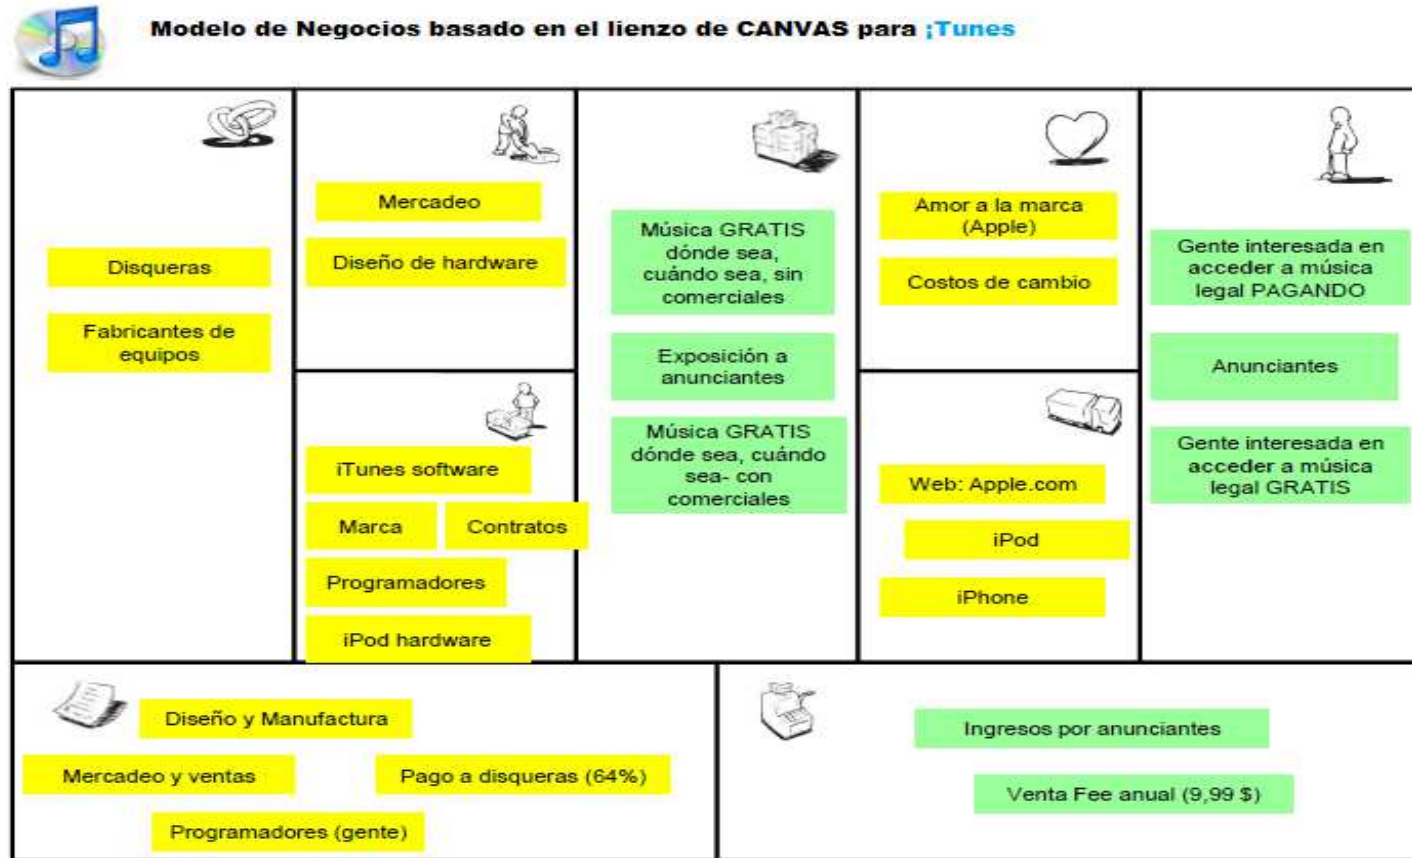 Modelo de Negocios basado en el lienzo de CANVAS para ¡Tunes
Disqueras
Fabricantes de
equipos
Mercadeo
Diseño de hardware
iTunes software
Marca
Contratos
Programadores
iPod hardware
Música GRATIS
dónde sea,
cuándo sea, sin
comerciales
Exposición a
anunciantes
Música GRATIS
dónde sea, cuándo
sea- con
comerciales
Amor a la marca
(Apple)
Costos de cambio
Web: Apple.com
iPod
iPhone
Gente interesada en
acceder a música
legal PAGANDO
Anunciantes
Gente interesada en
acceder a música
legal GRATIS
Diseño y Manufactura
Mercadeo y ventas
Pago a disqueras (64%)
Programadores (gente)
Ingresos por anunciantes
Venta Fee anual (9,99 $)